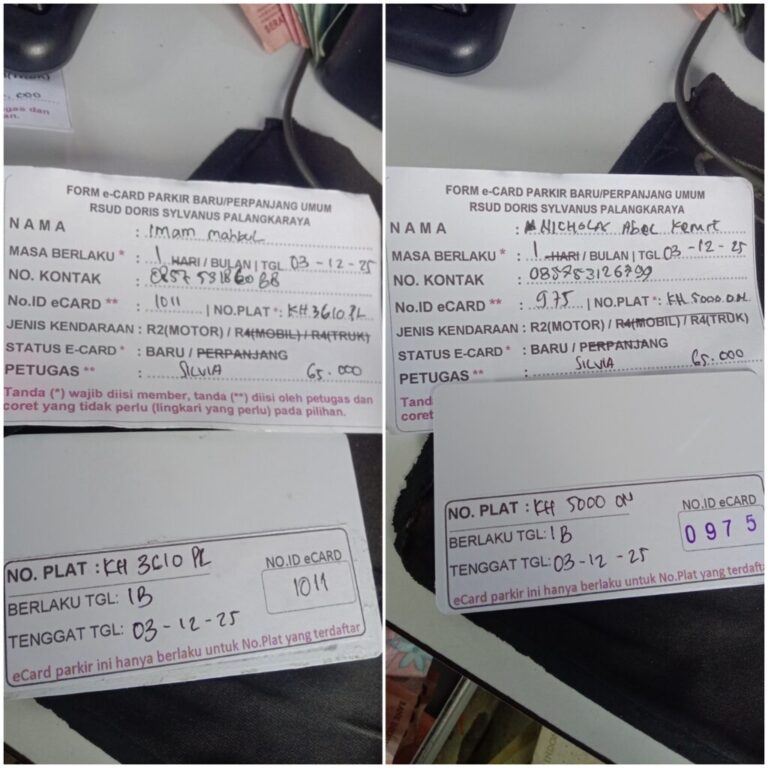 (TRUK)
.000
gas dan
an.
FORM e-CARD PARKIR BARU/PERPANJANG UMUM
RSUD DORIS SYLVANUS PALANGKARAYA
NAMA : Imam
MASA BERLAKU * : 1 HARI / BULAN | TGL 03 - 12 - 25
NO. KONTAK :
No.ID eCARD ** : 1011 | NO.PLAT *: KH 3610 PL
JENIS KENDARAAN : R2(MOTOR) / R4(MOBIL) / R4(TRUK)
STATUS E-CARD * : BARU / PERPANJANG
PETUGAS ** : SILVIA 65.000
Tanda (*) wajib diisi member, tanda (**) diisi oleh petugas dan
coret yang tidak perlu (lingkari yang perlu) pada pilihan.
NO. PLAT : KH 3610 PL
BERLAKU TGL: 1B
TENGGAT TGL: 03 - 12 - 25
NO.ID eCARD
1011
eCard parkir ini hanya berlaku untuk No.Plat yang terdaftar
FORM e-CARD PARKIR BARU/PERPANJANG UMUM
RSUD DORIS SYLVANUS PALANGKARAYA
NAMA : NICHOLAS Abel
MASA BERLAKU * : 1 HARI / BULAN | TGL 03 - 12 - 25
NO. KONTAK : 085753126799
No.ID eCARD ** : 975 | NO.PLAT *: KH 5000 ON
JENIS KENDARAAN : R2(MOTOR) / R4(MOBIL) / R4(TRUK)
STATUS E-CARD * : BARU / PERPANJANG
PETUGAS ** : SILVIA 65.000
Tand
coret
NO. PLAT : KH 5000 ON
BERLAKU TGL: 1B
TENGGAT TGL: 03 - 12 - 25
NO.ID eCARD
0975
eCard parkir ini hanya berlaku untuk No.Plat yang terdafta